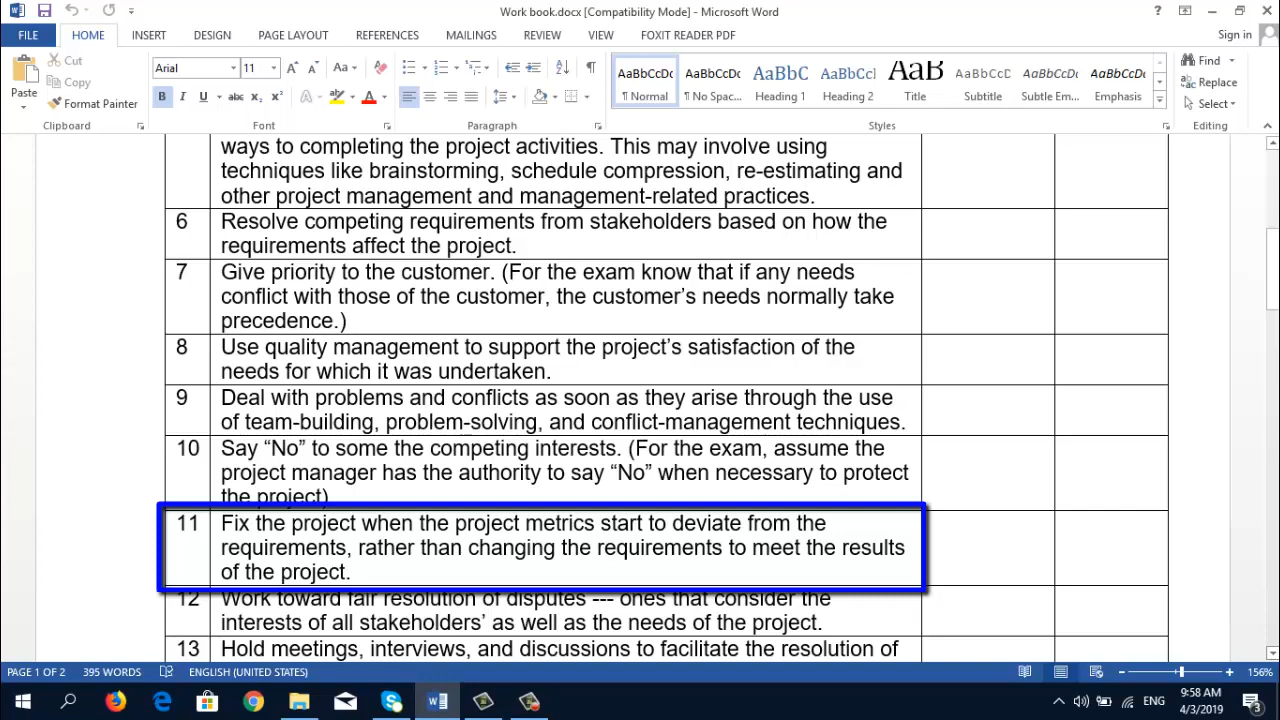 Work book.docx [Compatibility Mode] - Microsoft Word
FILE HOME INSERT DESIGN PAGE LAYOUT REFERENCES MAILINGS REVIEW VIEW FOXIT READER PDF Sign in
Paste
Cut
Copy
Format Painter
Clipboard
Arial 11
Font
Paragraph
AaBbCcDc AaBbCcDc AaBbC AaBbCcI AaB AaBbCcD AaBbCcDc AaBbCcDc
¶ Normal ¶ No Spac... Heading 1 Heading 2 Title Subtitle Subtle Em... Emphasis
Styles
Find
Replace
Select
Editing
ways to completing the project activities. This may involve using
techniques like brainstorming, schedule compression, re-estimating and
other project management and management-related practices.
6 Resolve competing requirements from stakeholders based on how the
requirements affect the project.
7 Give priority to the customer. (For the exam know that if any needs
conflict with those of the customer, the customer’s needs normally take
precedence.)
8 Use quality management to support the project’s satisfaction of the
needs for which it was undertaken.
9 Deal with problems and conflicts as soon as they arise through the use
of team-building, problem-solving, and conflict-management techniques.
10 Say “No” to some the competing interests. (For the exam, assume the
project manager has the authority to say “No” when necessary to protect
the project)
11 Fix the project when the project metrics start to deviate from the
requirements, rather than changing the requirements to meet the results
of the project.
12 Work toward fair resolution of disputes --- ones that consider the
interests of all stakeholders’ as well as the needs of the project.
13 Hold meetings, interviews, and discussions to facilitate the resolution of
PAGE 1 OF 2 395 WORDS ENGLISH (UNITED STATES) 156%
ENG
9:58 AM
4/3/2019
3